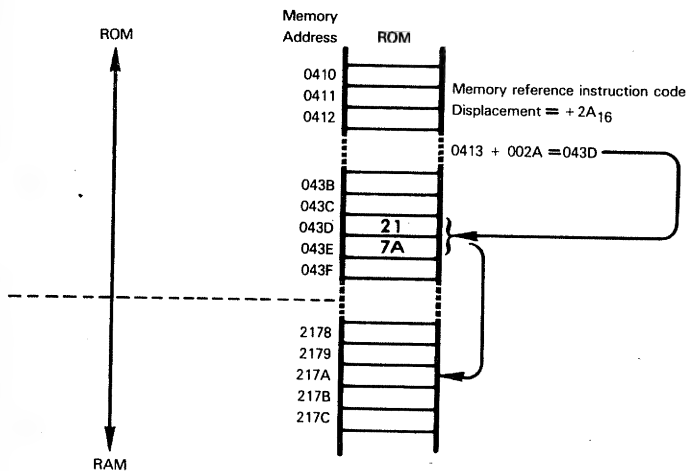 Memory
Address
ROM
ROM
0410
0411
0412
Memory reference instruction code
Displacement = +2A16
0413 + 002A = 043D
043B
043C
043D 21
043E 7A
043F
2178
2179
217A
217B
217C
RAM